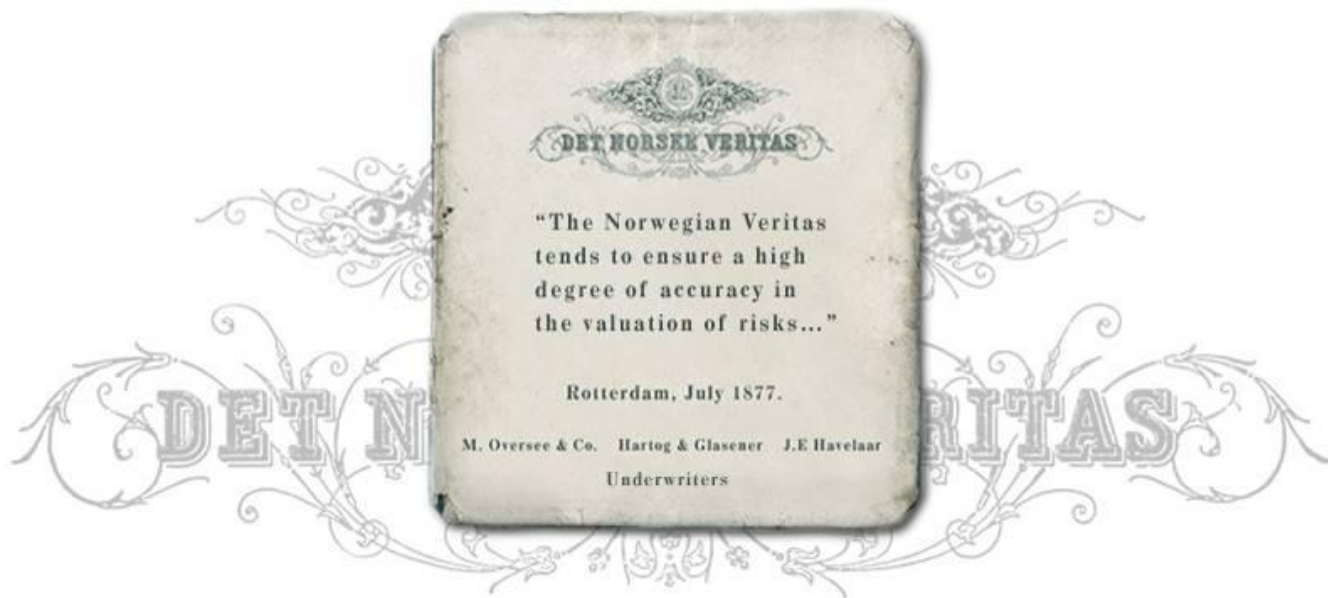 DET NORSKE VERITAS
“The Norwegian Veritas
tends to ensure a high
degree of accuracy in
the valuation of risks...”
Rotterdam, July 1877.
M. Oversee & Co. Hartog & Glasener J.E Havelaar
Underwriters
DET N RITAS